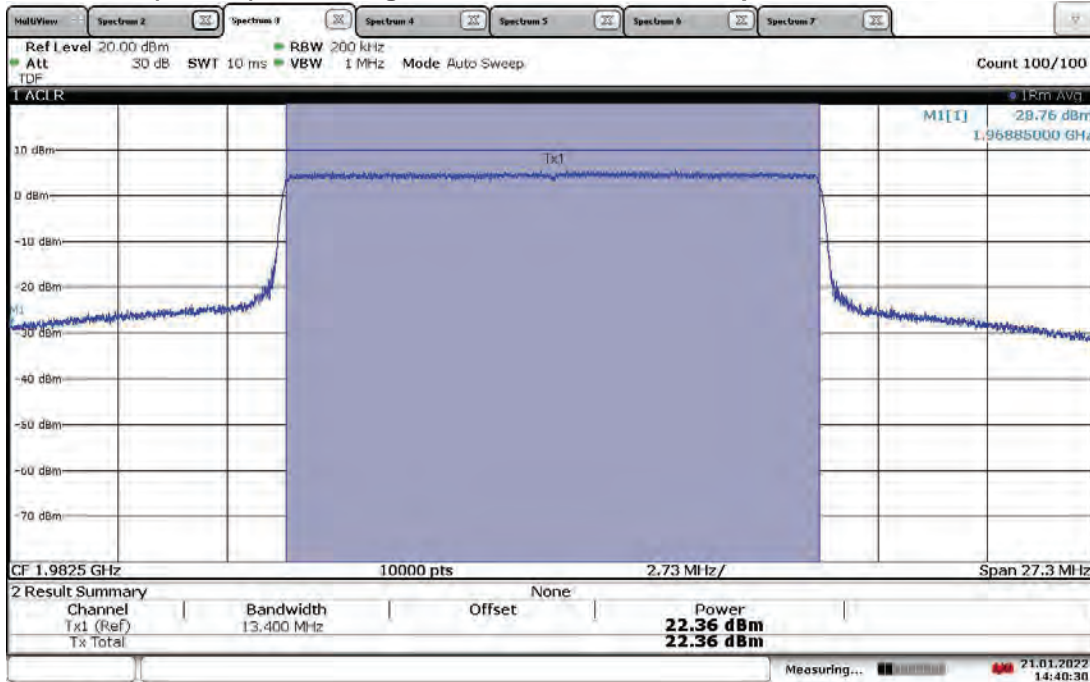 MultiView Spectrum 2 Spectrum 3 Spectrum 4 Spectrum 5 Spectrum 6 Spectrum 7
Ref Level 20.00 dBm RBW 200 kHz
Att 30 dB SWT 10 ms VBW 1 MHz Mode Auto Sweep Count 100/100
TDF
1 ACLR 1Rm Avg
M1[1] -28.76 dBm
1.96885000 GHz
Tx1
10 dBm
0 dBm
-10 dBm
-20 dBm
M1
-30 dBm
-40 dBm
-50 dBm
-60 dBm
-70 dBm
CF 1.9825 GHz 10000 pts 2.73 MHz/ Span 27.3 MHz
2 Result Summary None
Channel Bandwidth Offset Power
Tx1 (Ref) 13.400 MHz 22.36 dBm
Tx Total 22.36 dBm
Measuring... 21.01.2022
14:40:30